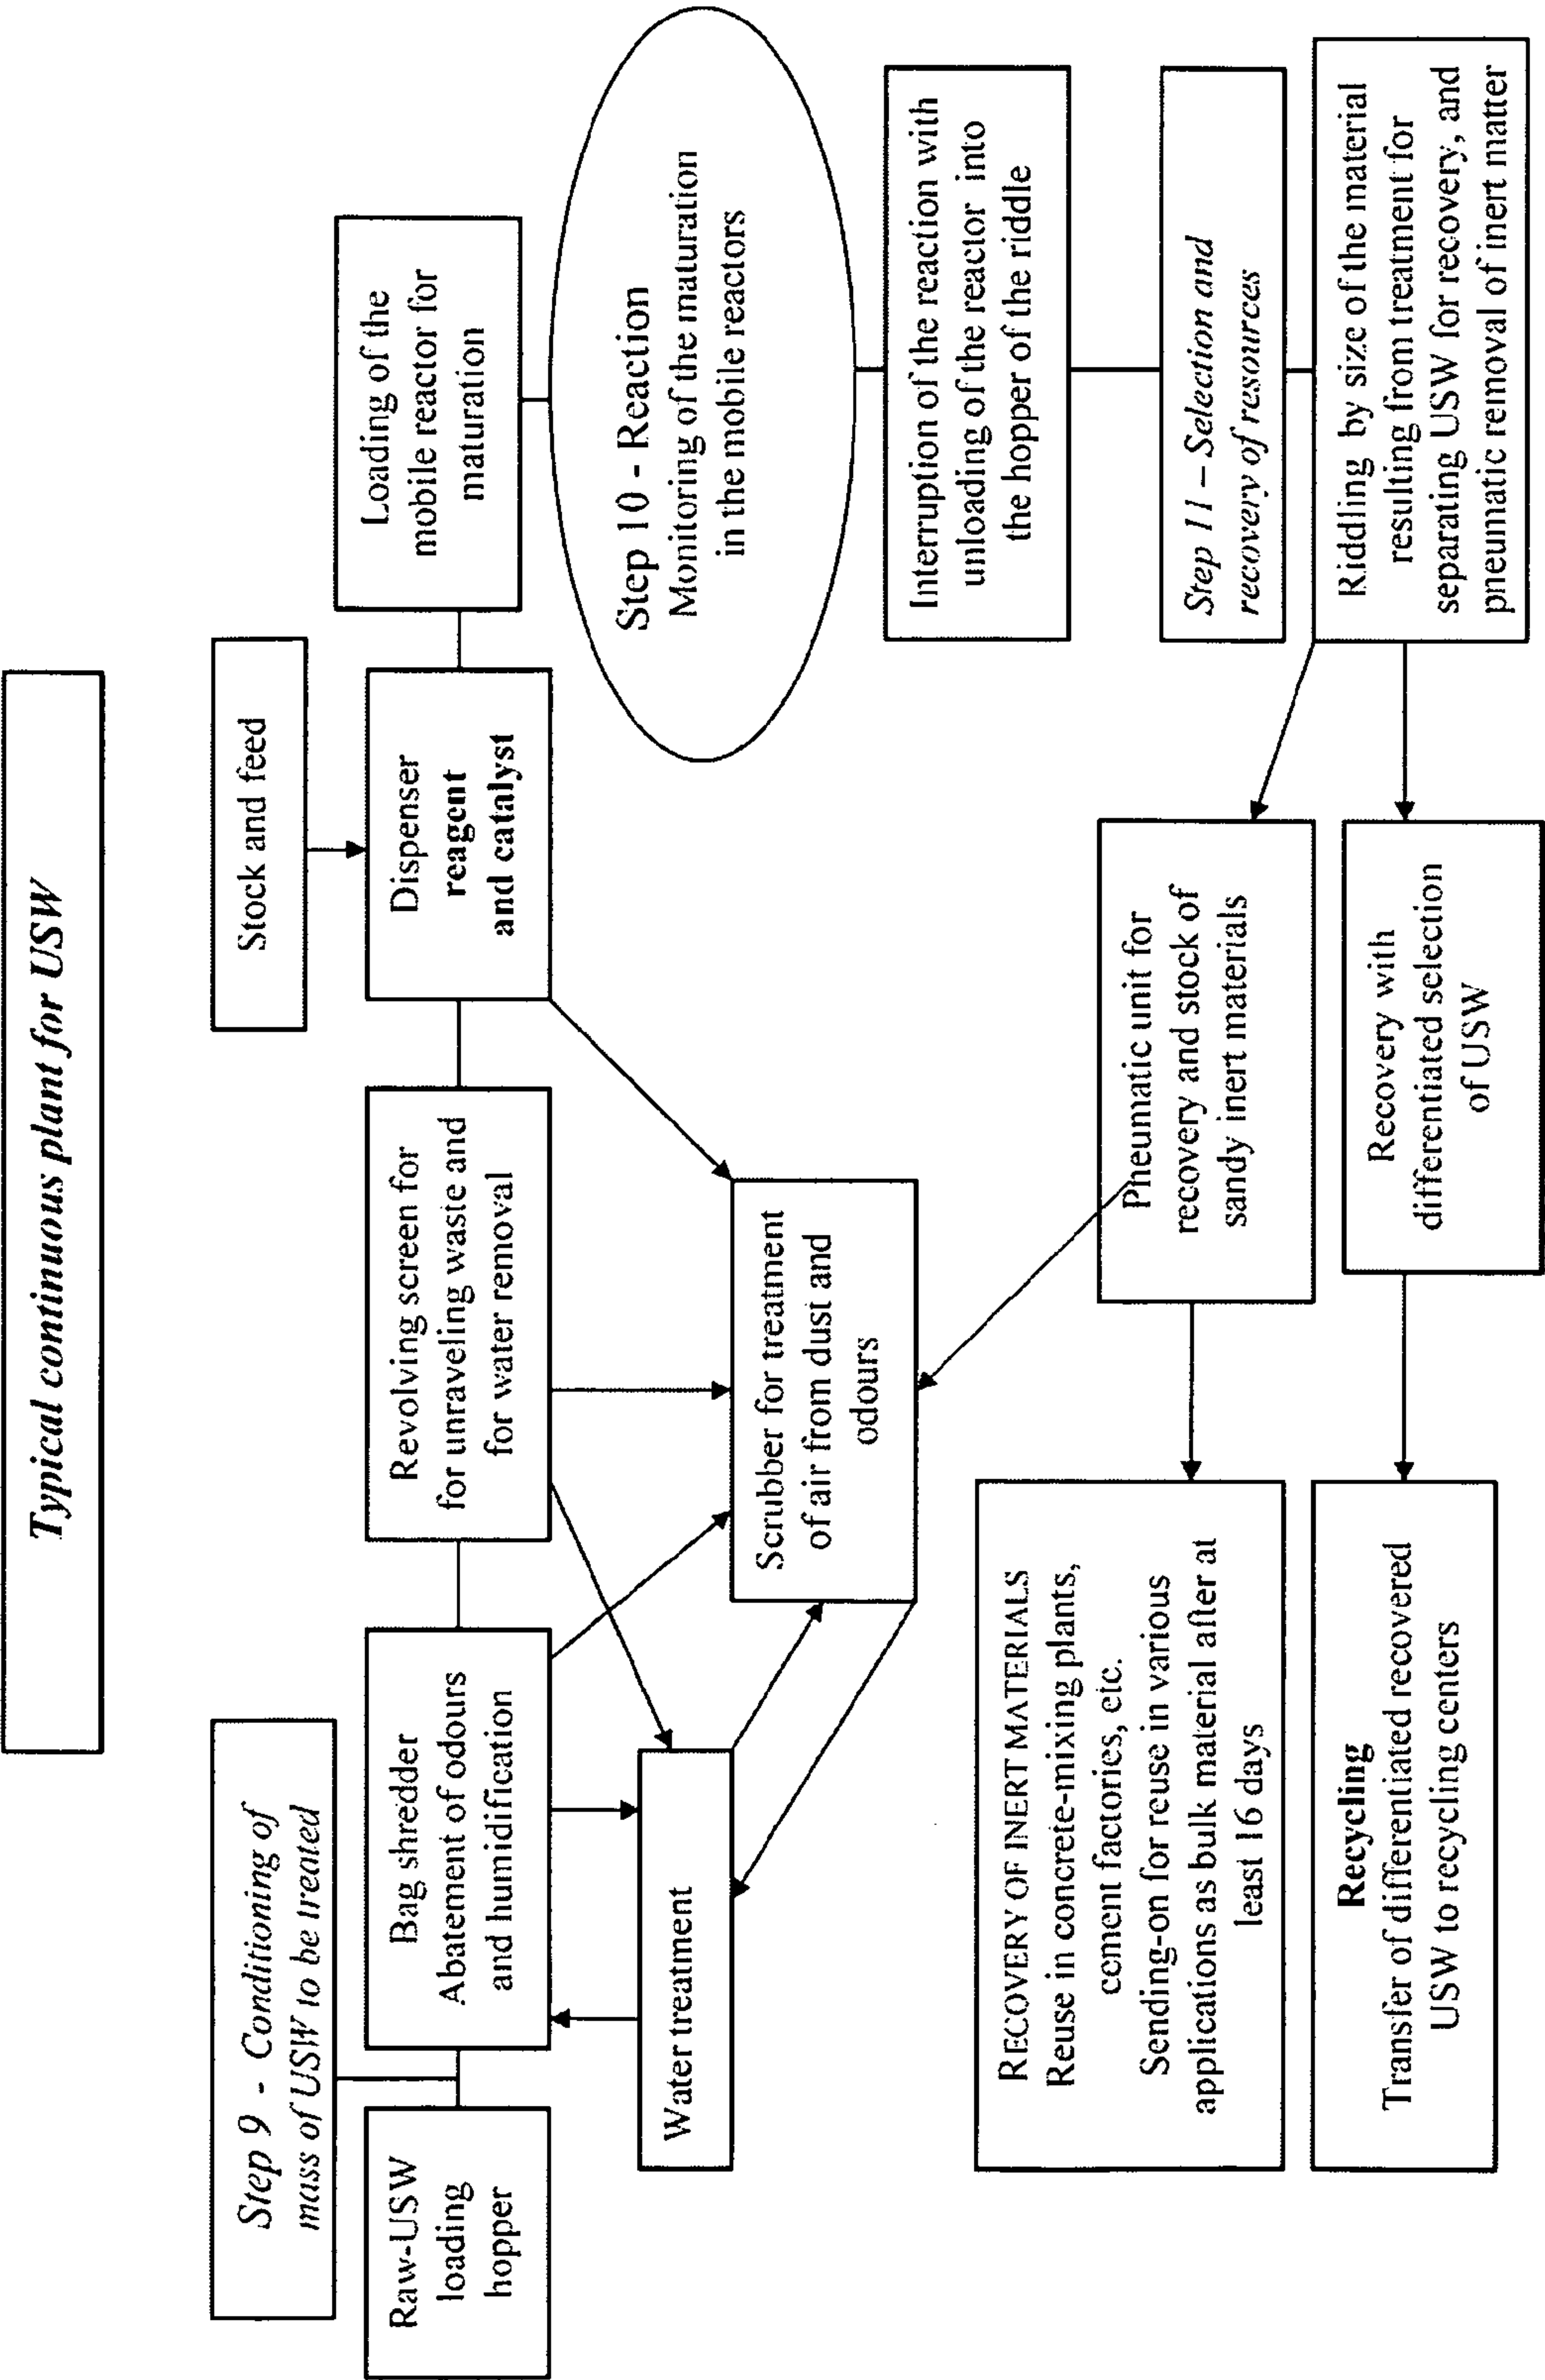 Typical continuous plant for USW
Step 9 - Conditioning of
mass of USW to be treated
Stock and feed
Raw-USW
loading
hopper
Bag shredder
Abatement of odours
and humidification
Revolving screen for
for unraveling waste and
for water removal
Dispenser
reagent
and catalyst
Loading of the
mobile reactor for
maturation
Water treatment
Scrubber for treatment
of air from dust and
odours
Step 10 - Reaction
Monitoring of the maturation
in the mobile reactors
Interruption of the reaction with
unloading of the reactor into
the hopper of the riddle
Step 11 – Selection and
recovery of resources
Riddling by size of the material
resulting from treatment for
separating USW for recovery, and
pneumatic removal of inert matter
Pneumatic unit for
recovery and stock of
sandy inert materials
Recovery with
differentiated selection
of USW
RECOVERY OF INERT MATERIALS
Reuse in concrete-mixing plants,
cement factories, etc.
Sending-on for reuse in various
applications as bulk material after at
least 16 days
Recycling
Transfer of differentiated recovered
USW to recycling centers